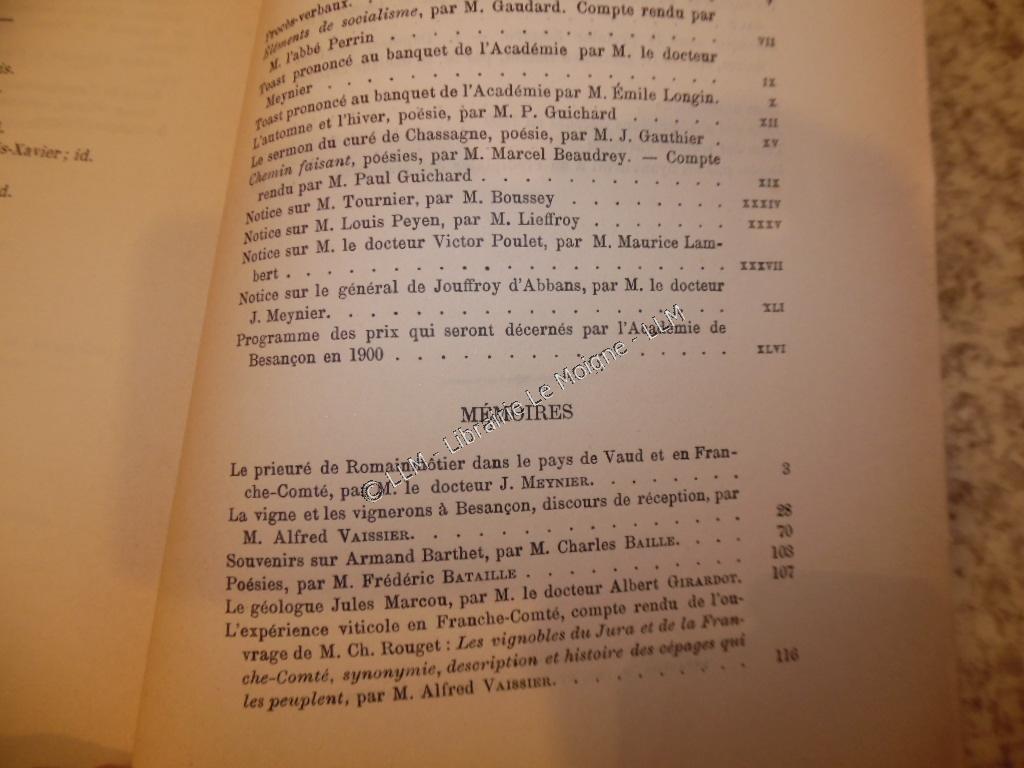 is.
is-Xavier ; id.
d.
Procès-verbaux. . . . v
Éléments de socialisme, par M. Gaudard. Compte rendu par
M. l'abbé Perrin . . . . . . . . . . . . . . VII
Toast prononcé au banquet de l'Académie par M. le docteur
Meynier . . . . . . . . . . . . . . . . IX
Toast prononcé au banquet de l'Académie par M. Émile Longin. X
L'automne et l'hiver, poésie, par M. P. Guichard . . . . . XII
Le sermon du curé de Chassagne, poésie, par M. J. Gauthier . XV
Chemin faisant, poésies, par M. Marcel Beaudrey. — Compte
rendu par M. Paul Guichard . . . . . . . . . . . XIX
Notice sur M. Tournier, par M. Boussey . . . . . . . . XXXIV
Notice sur M. Louis Peyen, par M. Lieffroy . . . . . . . XXXV
Notice sur M. le docteur Victor Poulet, par M. Maurice Lam-
bert . . . . . . . . . . . . . . . . . . XXXVII
Notice sur le général de Jouffroy d'Abbans, par M. le docteur
J. Meynier. . . . . . . . . . . . . . . . . XLI
Programme des prix qui seront décernés par l'Académie de
Besançon en 1900 . . . . . . . . . . . . . . XLVI
MÉMOIRES
Le prieuré de Romainmôtier dans le pays de Vaud et en Fran-
che-Comté, par M. le docteur J. MEYNIER. . . . . . . 3
La vigne et les vignerons à Besançon, discours de réception, par
M. Alfred VAISSIER. . . . . . . . . . . . . . 28
Souvenirs sur Armand Barthet, par M. Charles BAILLE. . . . 70
Poésies, par M. Frédéric BATAILLE . . . . . . . . . . 103
Le géologue Jules Marcou, par M. le docteur Albert GIRARDOT. 107
L'expérience viticole en Franche-Comté, compte rendu de l'ou-
vrage de M. Ch. Rouget : Les vignobles du Jura et de la Fran-
che-Comté, synonymie, description et histoire des cépages qui
les peuplent, par M. Alfred VAISSIER. . . . . . . . . 116
© LLM - Librairie Le Moigne - LLM